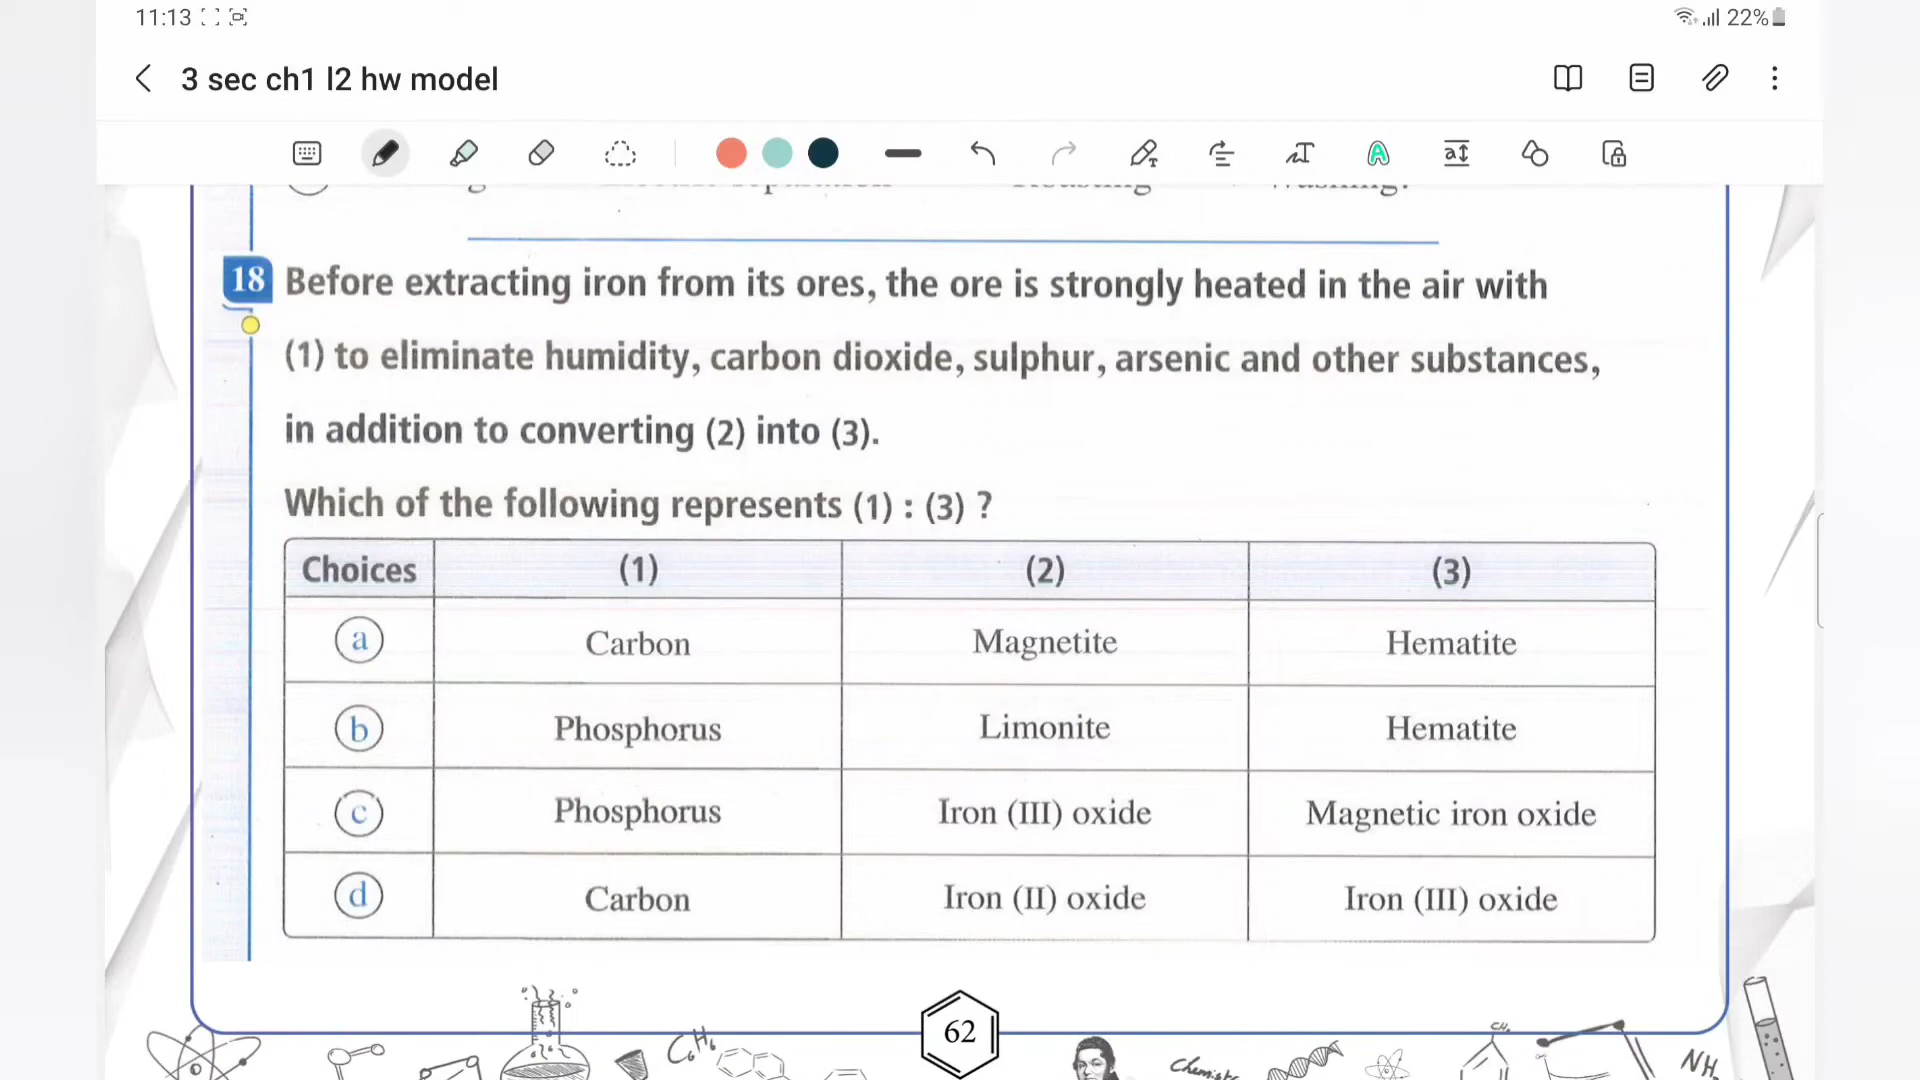 11:13
22%
3 sec ch1 l2 hw model
18 Before extracting iron from its ores, the ore is strongly heated in the air with
(1) to eliminate humidity, carbon dioxide, sulphur, arsenic and other substances,
in addition to converting (2) into (3).
Which of the following represents (1) : (3) ?
Choices (1) (2) (3)
a Carbon Magnetite Hematite
b Phosphorus Limonite Hematite
c Phosphorus Iron (III) oxide Magnetic iron oxide
d Carbon Iron (II) oxide Iron (III) oxide
62
C₆H₆
CH₃
NH₂